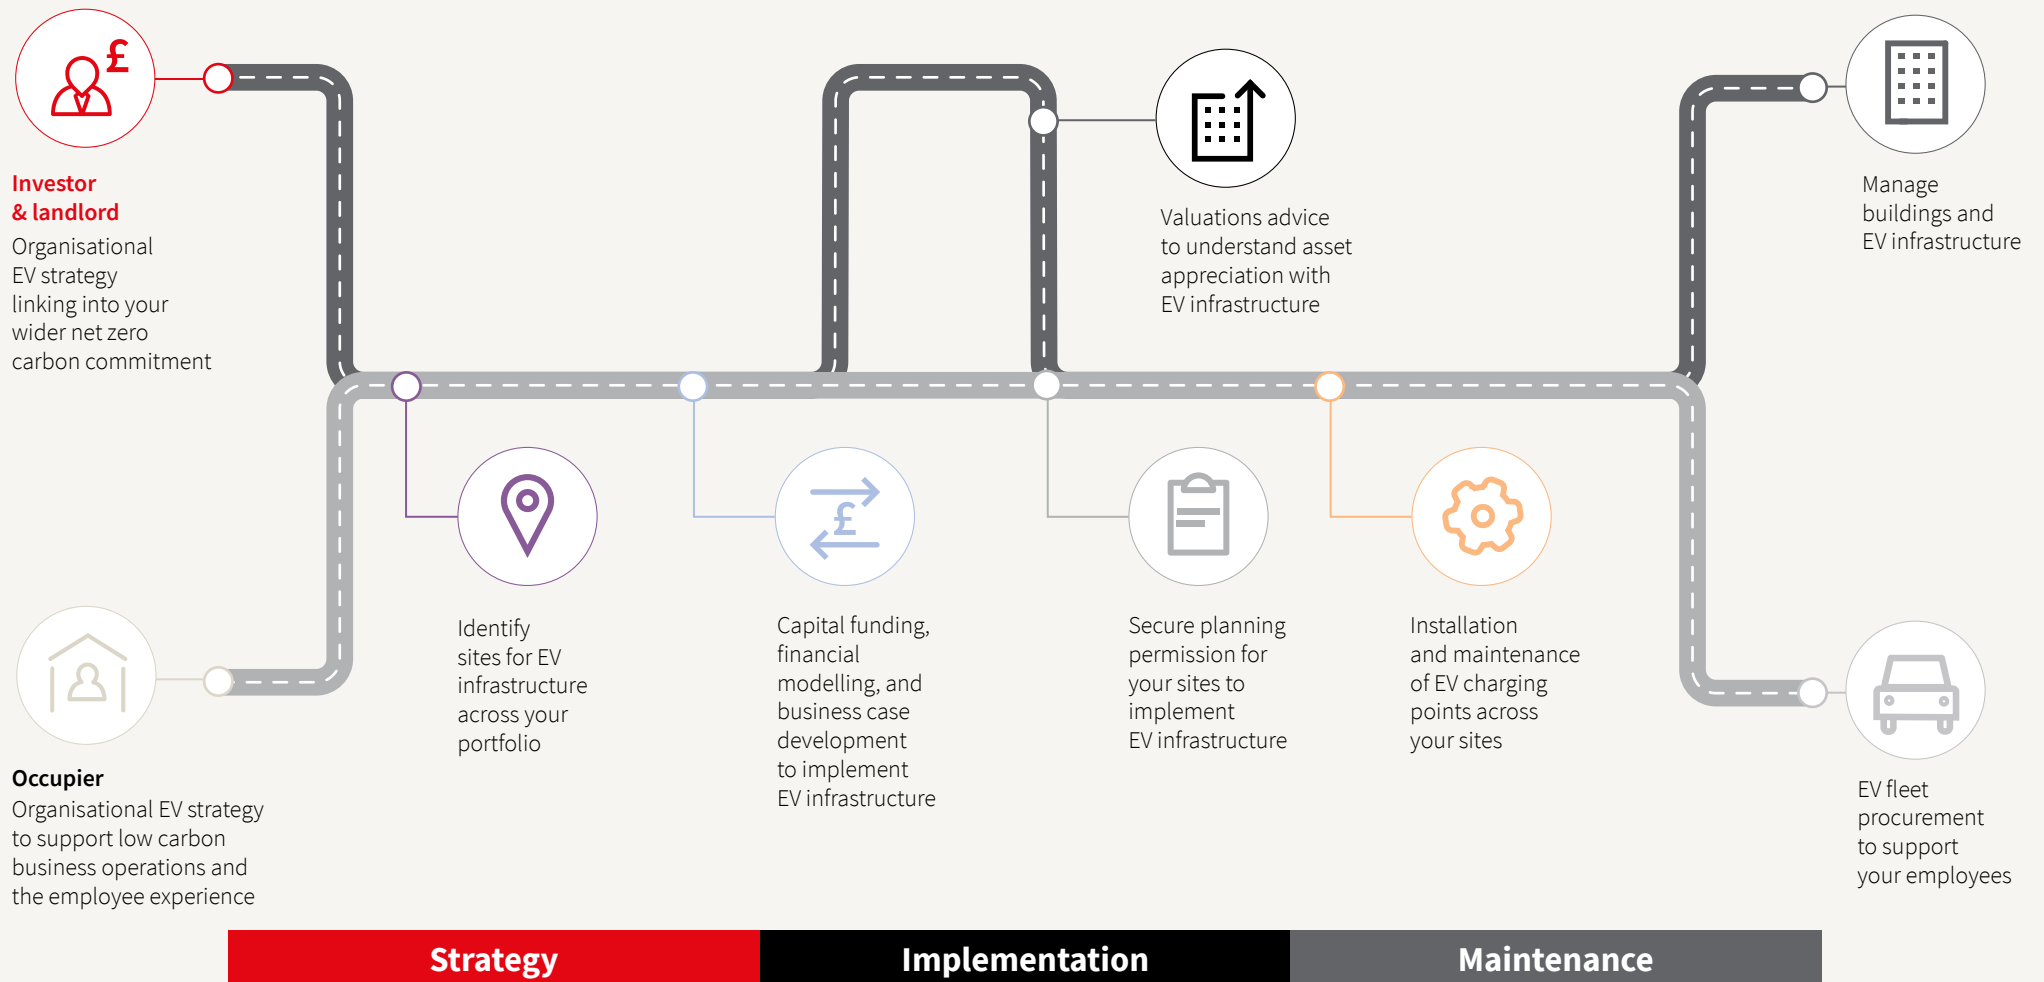 £
Investor
& landlord
Organisational
EV strategy
linking into your
wider net zero
carbon commitment
Valuations advice
to understand asset
appreciation with
EV infrastructure
Manage
buildings and
EV infrastructure
Identify
sites for EV
infrastructure
across your
portfolio
£
Capital funding,
financial
modelling, and
business case
development
to implement
EV infrastructure
Secure planning
permission for
your sites to
implement
EV infrastructure
Installation
and maintenance
of EV charging
points across
your sites
Occupier
Organisational EV strategy
to support low carbon
business operations and
the employee experience
EV fleet
procurement
to support
your employees
Strategy
Implementation
Maintenance